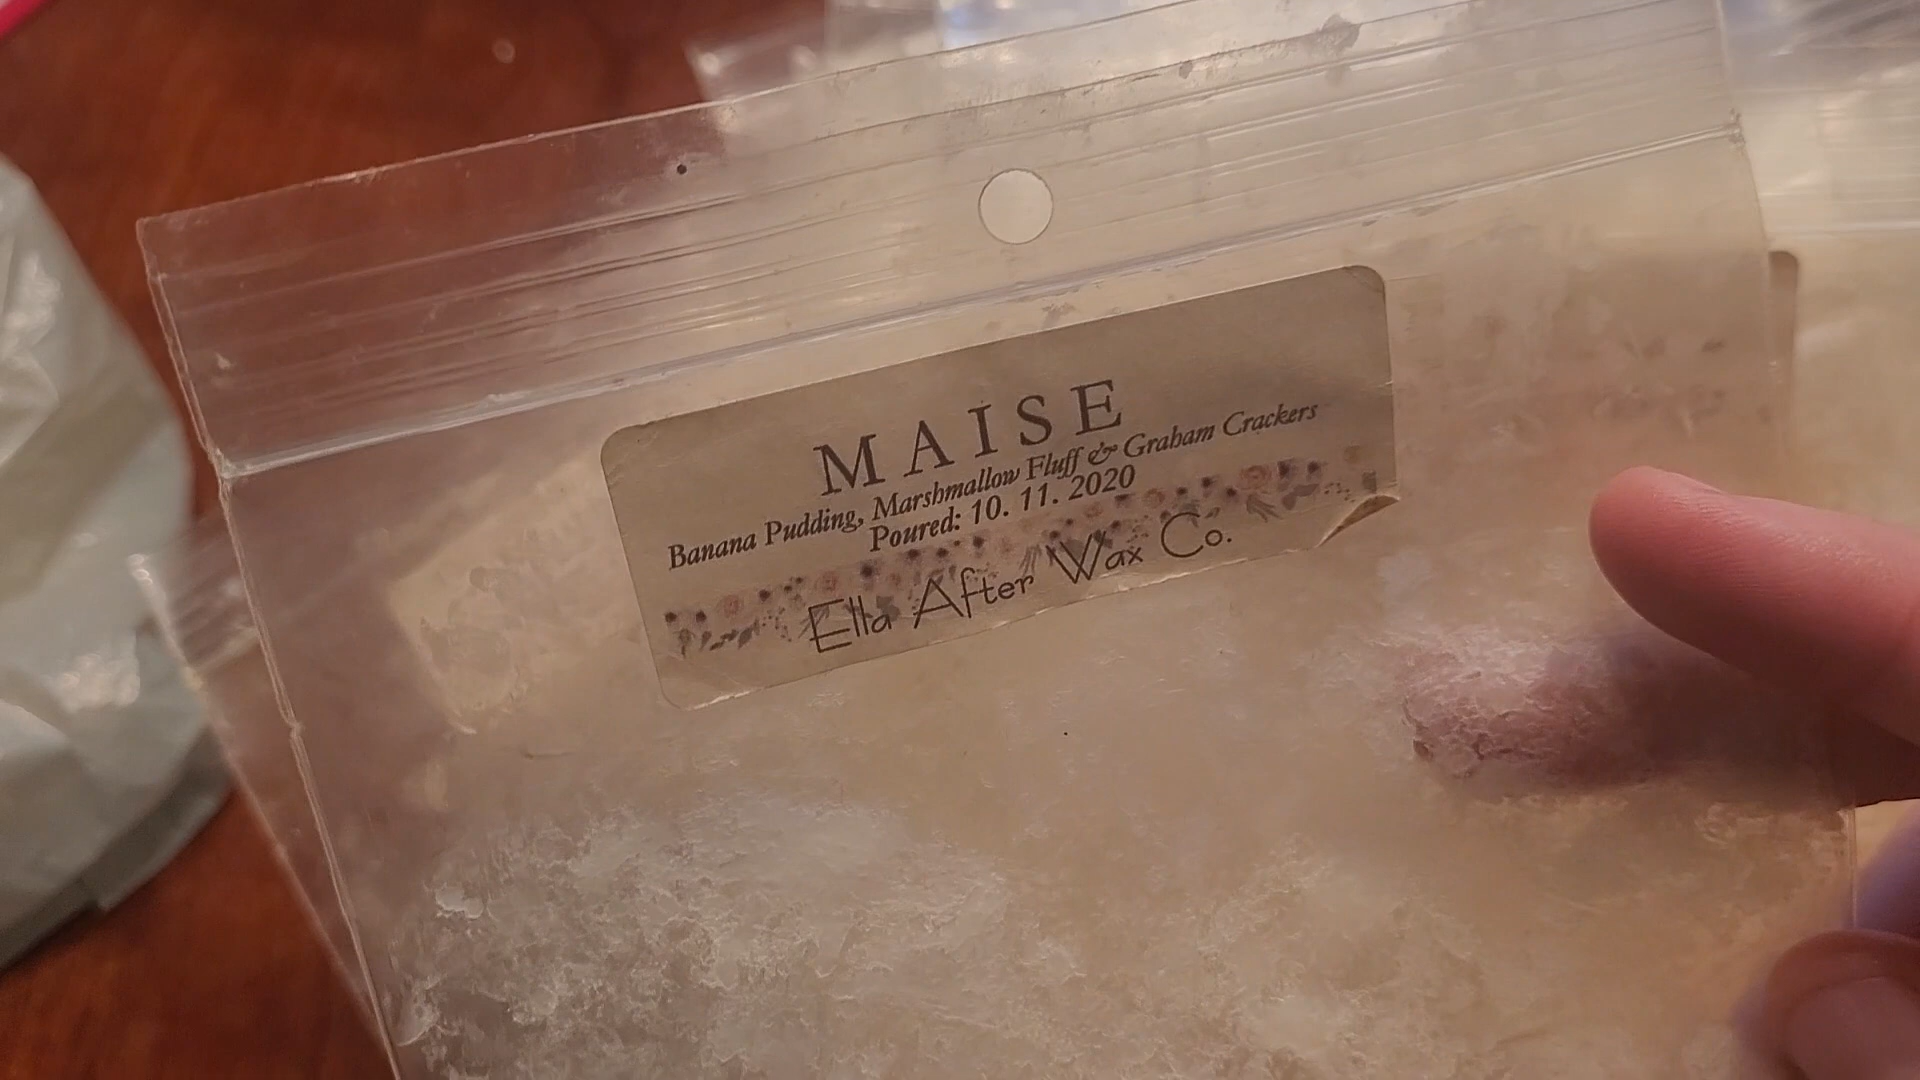 MAISE
Banana Pudding, Marshmallow Fluff & Graham Crackers
Poured: 10. 11. 2020
Ella After Wax Co.